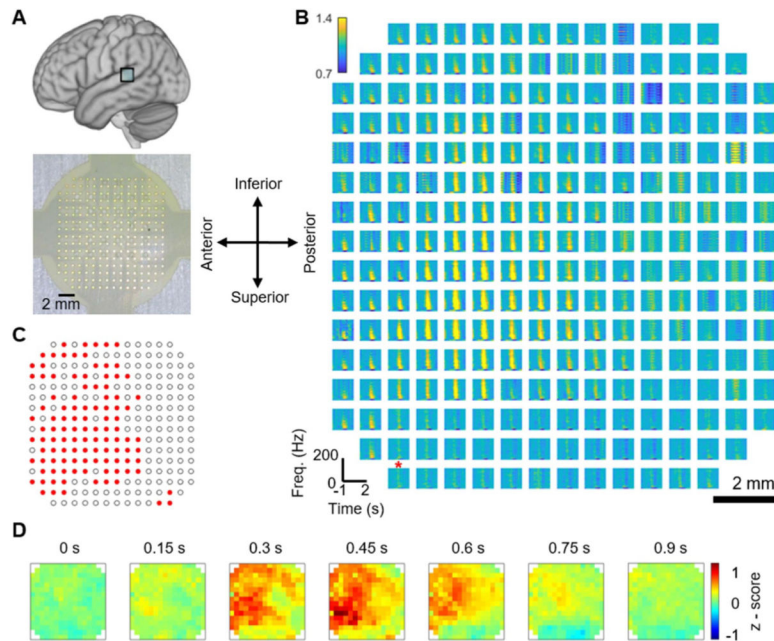 A
B
1.4
0.7
Inferior
Anterior
Posterior
Superior
2 mm
C
200
Freq. (Hz)
0
-1 2
Time (s)
*
2 mm
D
0 s 0.15 s 0.3 s 0.45 s 0.6 s 0.75 s 0.9 s
1
0
-1
z - score